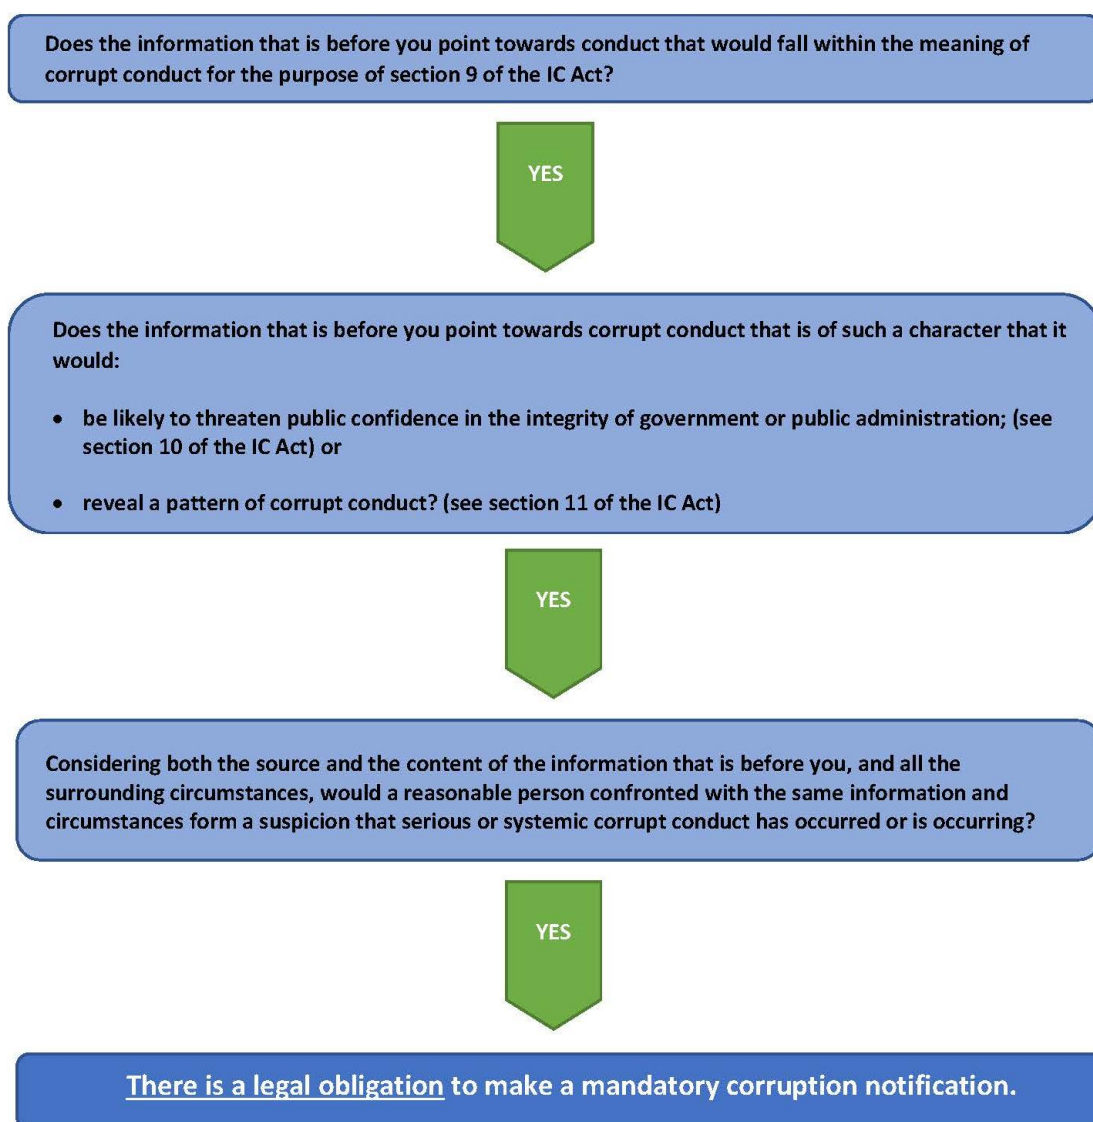 Does the information that is before you point towards conduct that would fall within the meaning of
corrupt conduct for the purpose of section 9 of the IC Act?
YES
Does the information that is before you point towards corrupt conduct that is of such a character that it
would:
• be likely to threaten public confidence in the integrity of government or public administration; (see
section 10 of the IC Act) or
• reveal a pattern of corrupt conduct? (see section 11 of the IC Act)
YES
Considering both the source and the content of the information that is before you, and all the
surrounding circumstances, would a reasonable person confronted with the same information and
circumstances form a suspicion that serious or systemic corrupt conduct has occurred or is occurring?
YES
There is a legal obligation to make a mandatory corruption notification.